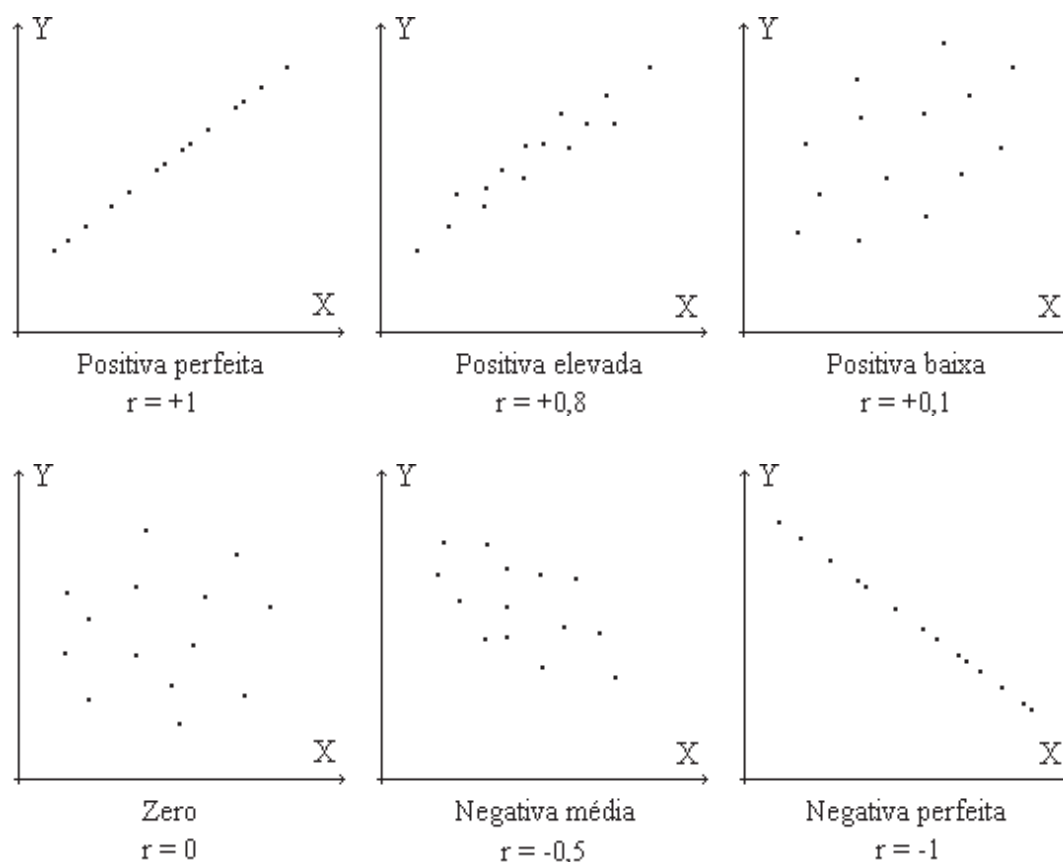 Y
X
Positiva perfeita
r = +1
Y
X
Positiva elevada
r = +0,8
Y
X
Positiva baixa
r = +0,1
Y
X
Zero
r = 0
Y
X
Negativa média
r = -0,5
Y
X
Negativa perfeita
r = -1